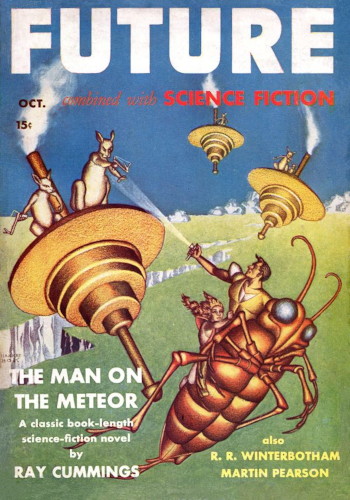 FUTURE
OCT.
combined with SCIENCE FICTION
15¢
THE MAN ON
THE METEOR
A classic book-length
science-fiction novel
by
RAY CUMMINGS
also
R. R. WINTERBOTHAM
MARTIN PEARSON